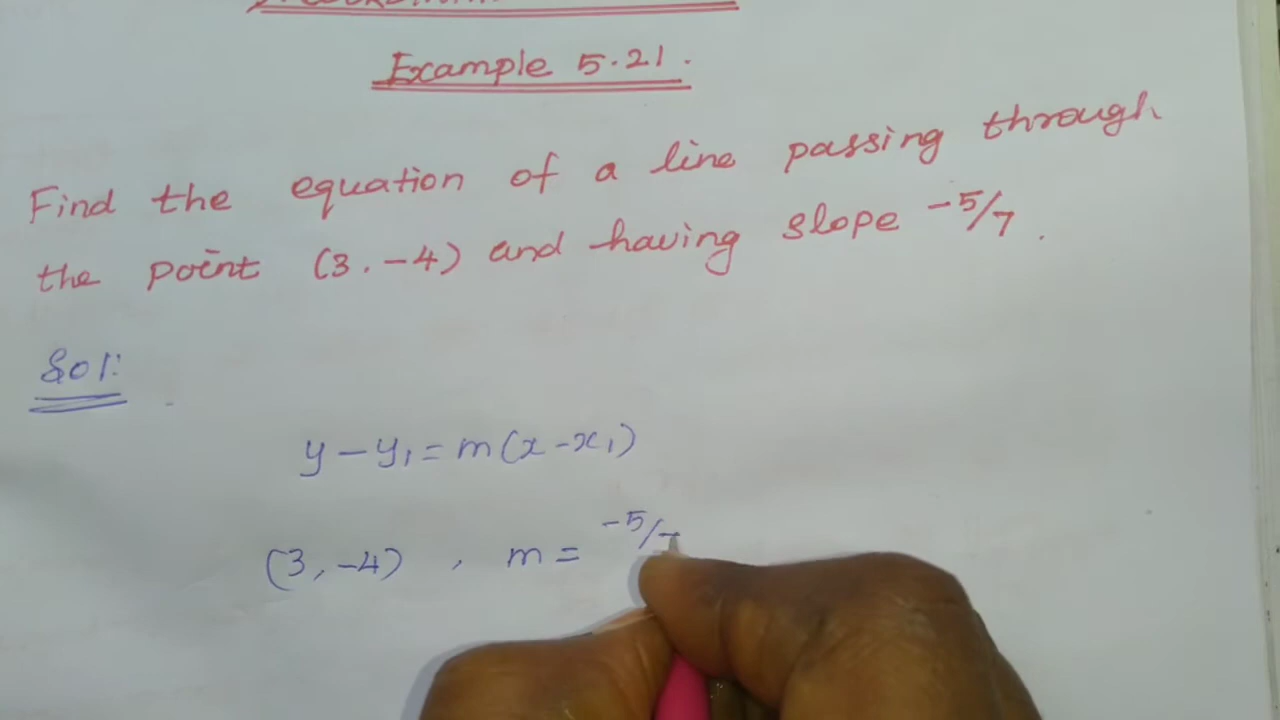 Example 5.21.
Find the equation of a line passing through
the point (3, -4) and having slope -5/7.
Sol:
y - y₁ = m(x - x₁)
(3, -4) , m = -5/7